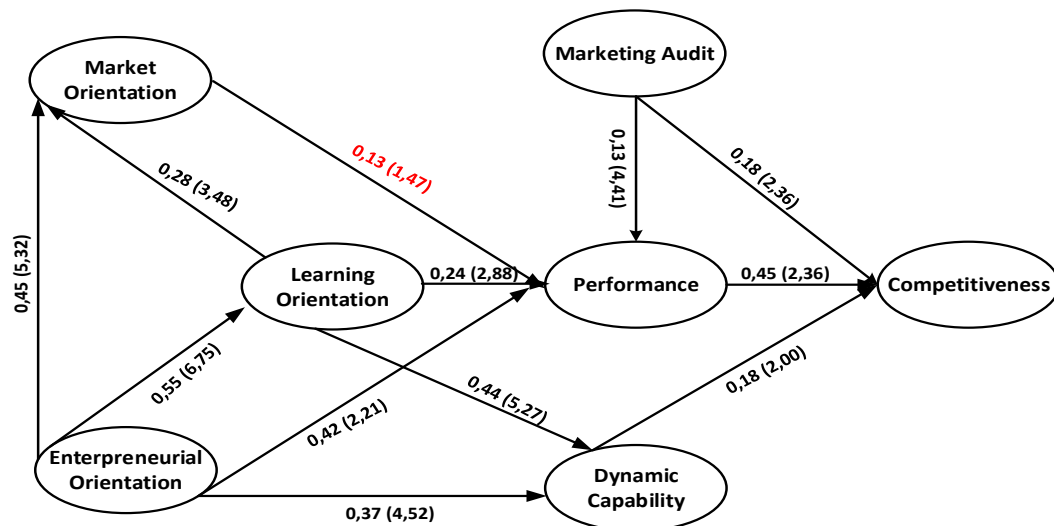 Marketing Audit
Market
Orientation
0,13 (1,47)
0,13 (4,41)
0,18 (2,36)
0,28 (3,48)
0,45 (5,32)
Learning
Orientation
0,24 (2,88)
Performance
0,45 (2,36)
Competitiveness
0,55 (6,75)
0,44 (5,27)
0,42 (2,21)
0,18 (2,00)
Enterpreneurial
Orientation
Dynamic
Capability
0,37 (4,52)